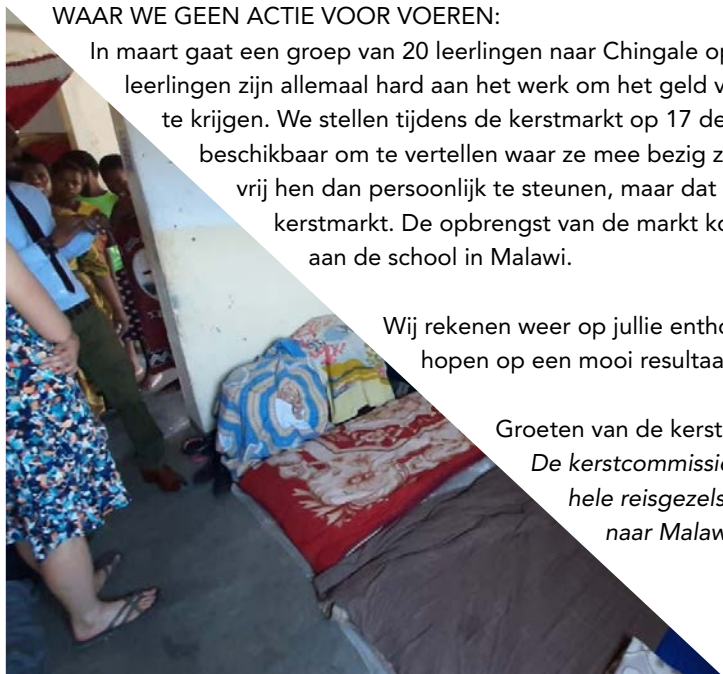 WAAR WE GEEN ACTIE VOOR VOEREN:
In maart gaat een groep van 20 leerlingen naar Chingale op
leerlingen zijn allemaal hard aan het werk om het geld v
te krijgen. We stellen tijdens de kerstmarkt op 17 de
beschikbaar om te vertellen waar ze mee bezig z
vrij hen dan persoonlijk te steunen, maar dat
kerstmarkt. De opbrengst van de markt ko
aan de school in Malawi.
Wij rekenen weer op jullie entho
hopen op een mooi resultaa
Groeten van de kerst
De kerstcommissie
hele reisgezels
naar Malaw